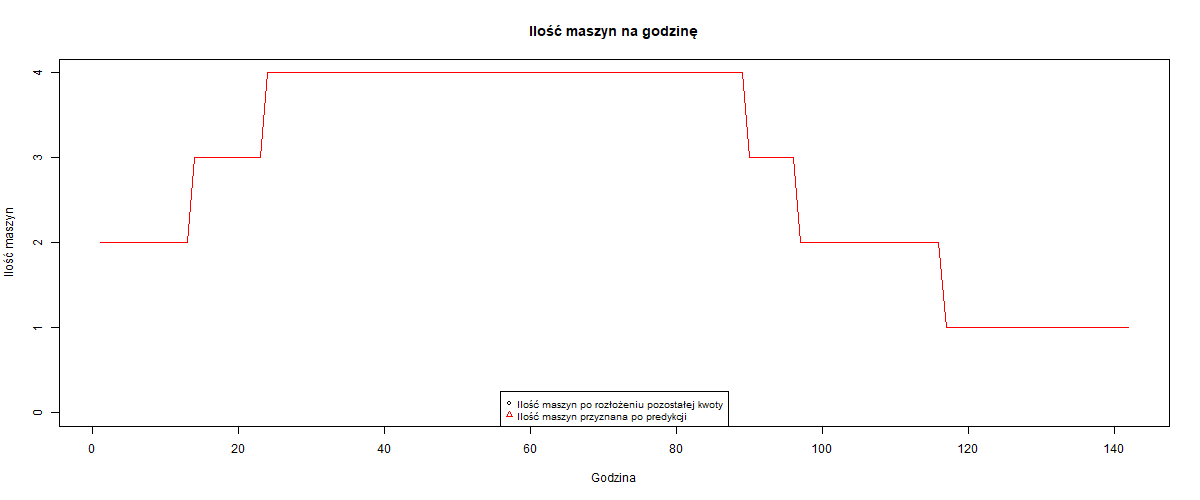 Ilość maszyn na godzinę
Ilość maszyn
4
3
2
1
0
Ilość maszyn po rozłożeniu pozostałej kwoty
Ilość maszyn przyznana po predykcji
0 20 40 60 80 100 120 140
Godzina